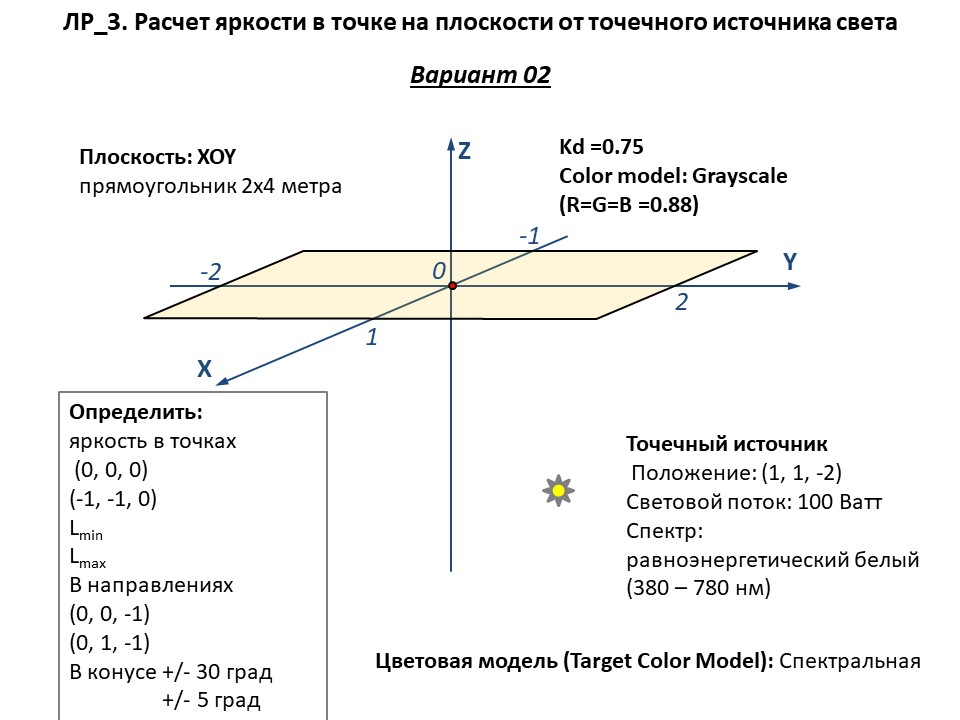 ЛР_3. Расчет яркости в точке на плоскости от точечного источника света
Вариант 02
Плоскость: XOY
прямоугольник 2x4 метра
Kd =0.75
Color model: Grayscale
(R=G=B =0.88)
Z
-1
-2
0
Y
2
1
X
Определить:
яркость в точках
(0, 0, 0)
(-1, -1, 0)
Lmin
Lmax
В направлениях
(0, 0, -1)
(0, 1, -1)
В конусе +/- 30 град
+/- 5 град
Точечный источник
Положение: (1, 1, -2)
Световой поток: 100 Ватт
Спектр:
равноэнергетический белый
(380 – 780 нм)
Цветовая модель (Target Color Model): Спектральная